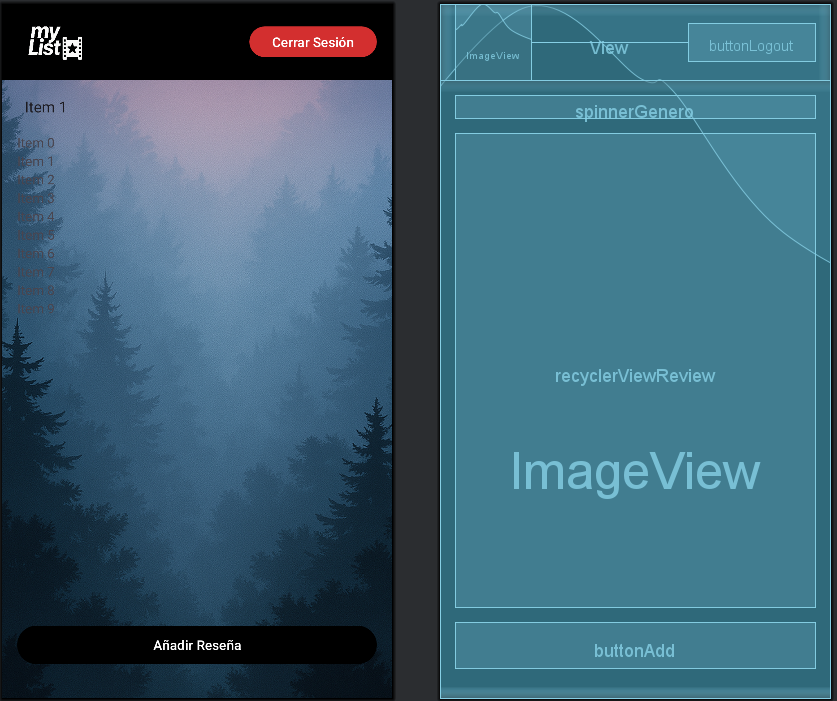 my
List
Cerrar Sesión
Item 1
Item 0
Item 1
Item 2
Item 3
Item 4
Item 5
Item 6
Item 7
Item 8
Item 9
Añadir Reseña
ImageView
View
buttonLogout
spinnerGenero
recyclerViewReview
ImageView
buttonAdd